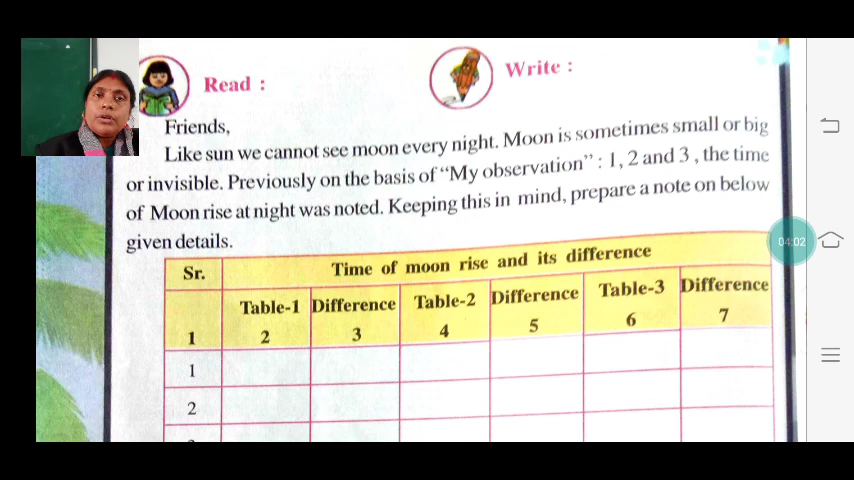 Read :
Write :
Friends,
Like sun we cannot see moon every night. Moon is sometimes small or big
or invisible. Previously on the basis of “My observation” : 1, 2 and 3 , the time
of Moon rise at night was noted. Keeping this in mind, prepare a note on below
given details.
Sr. Time of moon rise and its difference
Table-1 Difference Table-2 Difference Table-3 Difference
1 2 3 4 5 6 7
1
2
04:02